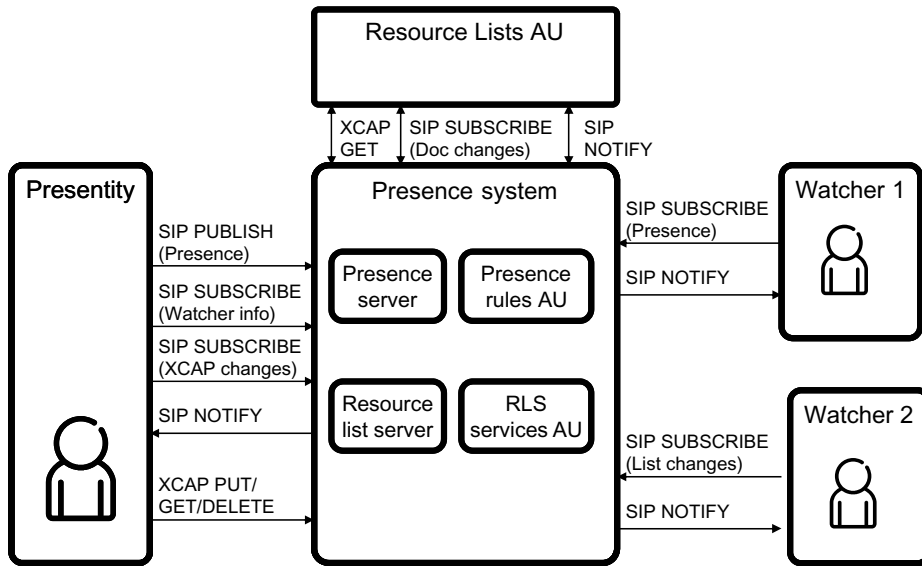 Resource Lists AU
XCAP
GET
SIP SUBSCRIBE
(Doc changes)
SIP
NOTIFY
Presentity
SIP PUBLISH
(Presence)
SIP SUBSCRIBE
(Watcher info)
SIP SUBSCRIBE
(XCAP changes)
SIP NOTIFY
XCAP PUT/
GET/DELETE
Presence system
Presence
server
Presence
rules AU
Resource
list server
RLS
services AU
SIP SUBSCRIBE
(Presence)
SIP NOTIFY
Watcher 1
SIP SUBSCRIBE
(List changes)
SIP NOTIFY
Watcher 2